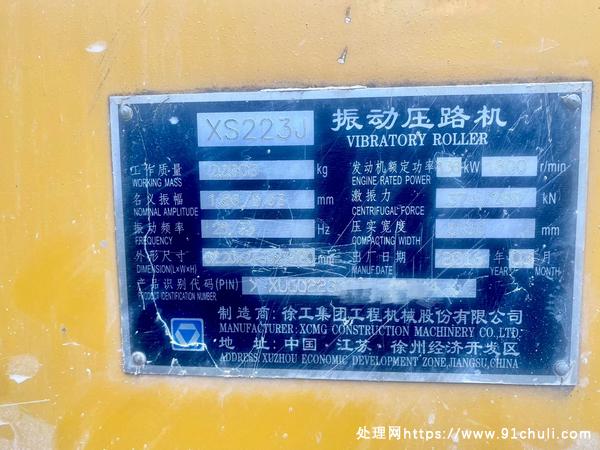 XS223J 振动压路机
VIBRATORY ROLLER
工作质量 kg 发动机额定功率 kW r/min
WORKING MASS ENGINE RATED POWER
名义振幅 mm 激振力 kN
NOMINAL AMPLITUDE CENTRIFUGAL FORCE
振动频率 Hz 压实宽度 mm
FREQUENCY COMPACTING WIDTH
外形尺寸 mm 出厂日期 年 月
DIMENSION(L×W×H) MANUF DATE YEAR MONTH
产品识别代码(PIN)
PRODUCT IDENTIFICATION NUMBER
制造商:徐工集团工程机械股份有限公司
MANUFACTURER:XCMG CONSTRUCTION MACHINERY CO.,LTD.
地 址:中国·江苏·徐州经济开发区
ADDRESS:XUZHOU ECONOMIC DEVELOPMENT ZONE,JIANGSU,CHINA
处理网https://www.91chuli.com